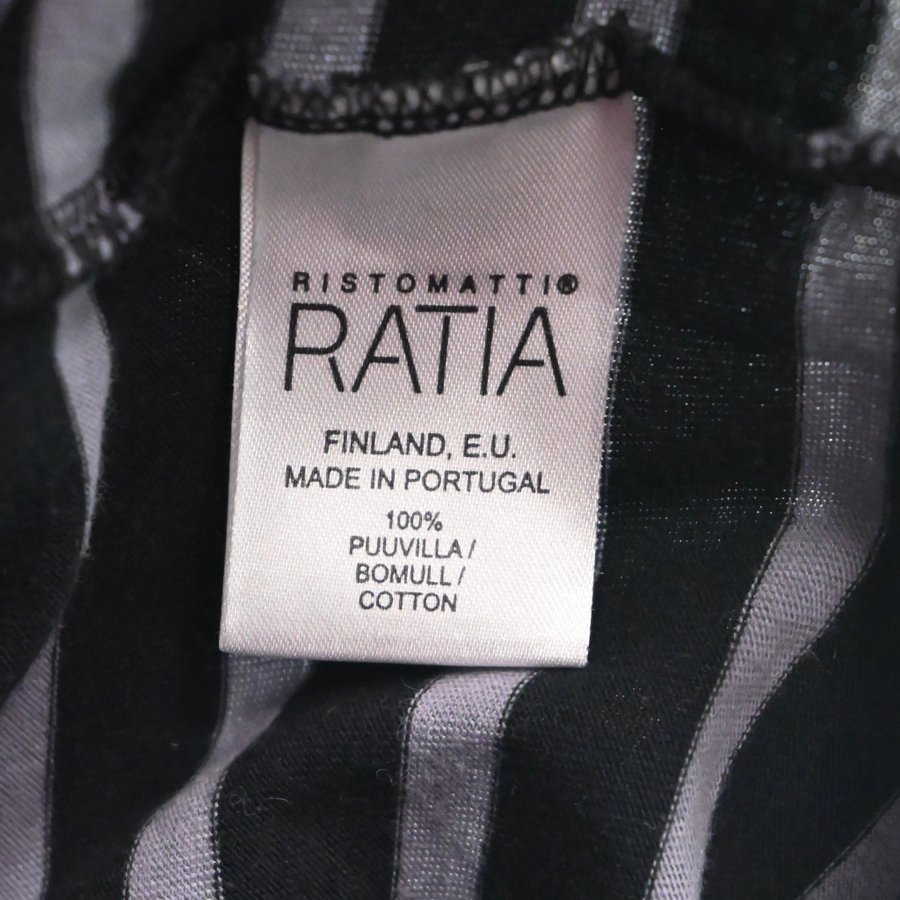 RISTOMATTI®
RATIA
FINLAND, E.U.
MADE IN PORTUGAL
100%
PUUVILLA/
BOMULL/
COTTON